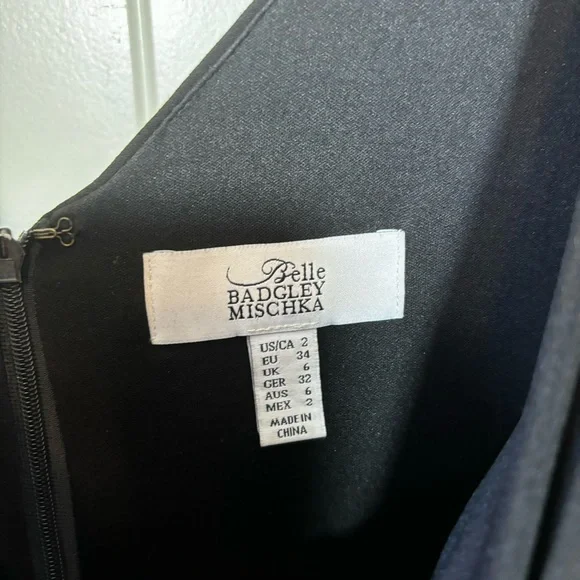 Belle
BADGLEY
MISCHKA
US/CA 2
EU 34
UK 6
GER 32
AUS 6
MEX 2
MADE IN
CHINA